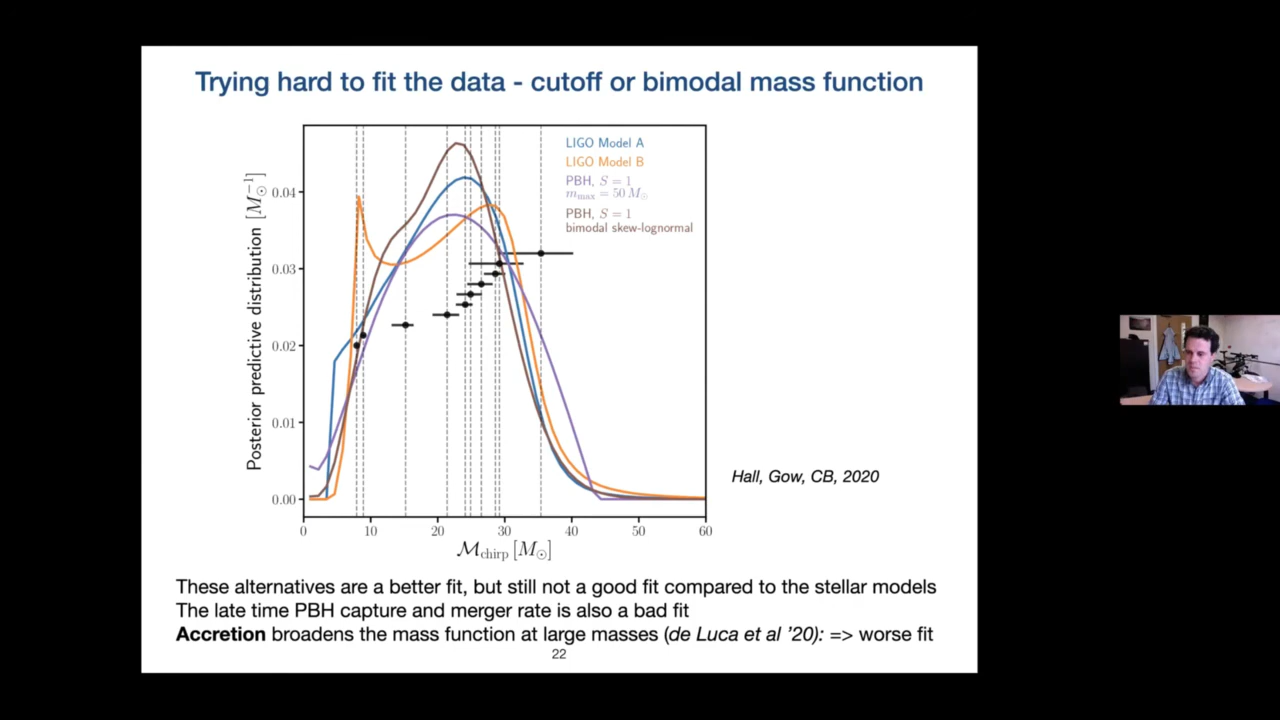 Trying hard to fit the data - cutoff or bimodal mass function
LIGO Model A
LIGO Model B
PBH, S = 1
m_max = 50 M_⊙
PBH, S = 1
bimodal skew-lognormal
Posterior predictive distribution [M_⊙^-1]
0.04
0.03
0.02
0.01
0.00
0 10 20 30 40 50 60
ℳ_chirp [M_⊙]
Hall, Gow, CB, 2020
These alternatives are a better fit, but still not a good fit compared to the stellar models
The late time PBH capture and merger rate is also a bad fit
Accretion broadens the mass function at large masses (de Luca et al '20): => worse fit
22